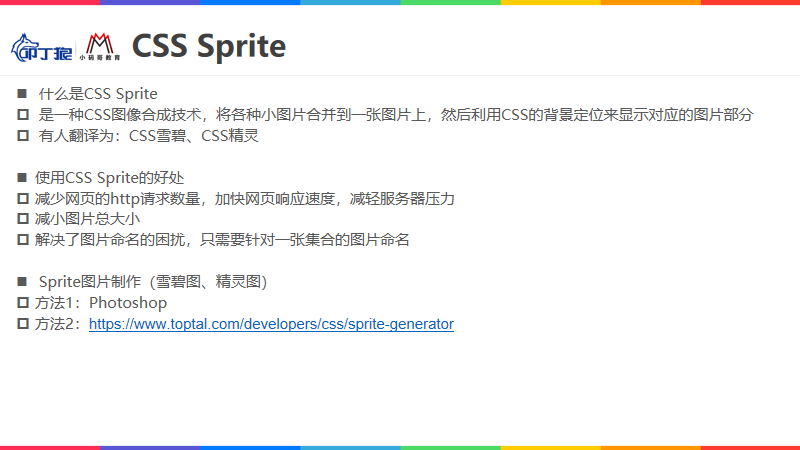 叩丁狼
小码哥教育
CSS Sprite
什么是CSS Sprite
是一种CSS图像合成技术，将各种小图片合并到一张图片上，然后利用CSS的背景定位来显示对应的图片部分
有人翻译为：CSS雪碧、CSS精灵
使用CSS Sprite的好处
减少网页的http请求数量，加快网页响应速度，减轻服务器压力
减小图片总大小
解决了图片命名的困扰，只需要针对一张集合的图片命名
Sprite图片制作（雪碧图、精灵图）
方法1：Photoshop
方法2：https://www.toptal.com/developers/css/sprite-generator